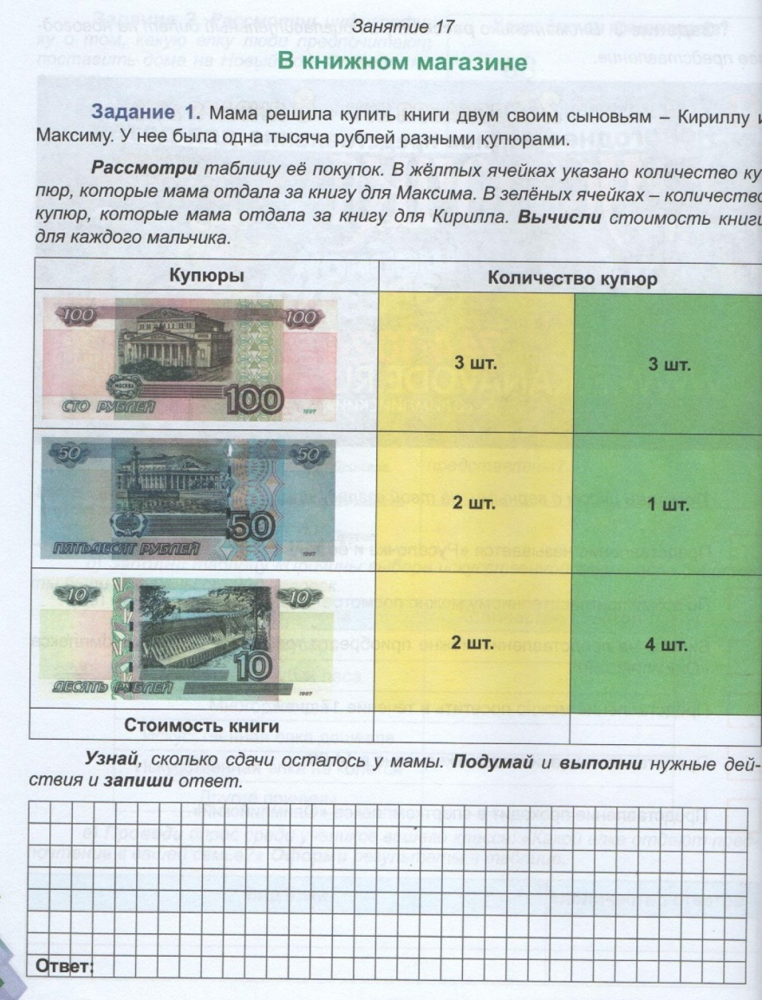 Занятие 17
В книжном магазине
Задание 1. Мама решила купить книги двум своим сыновьям – Кириллу и
Максиму. У нее была одна тысяча рублей разными купюрами.
Рассмотри таблицу её покупок. В жёлтых ячейках указано количество ку-
пюр, которые мама отдала за книгу для Максима. В зелёных ячейках – количество
купюр, которые мама отдала за книгу для Кирилла. Вычисли стоимость книги
для каждого мальчика.
Купюры Количество купюр
100 100
МОСКВА
СТО РУБЛЕЙ 100 1997
3 шт. 3 шт.
50 50
50
ПЯТЬДЕСЯТ РУБЛЕЙ 1997
2 шт. 1 шт.
10 10
10
ДЕСЯТЬ РУБЛЕЙ 1997
2 шт. 4 шт.
Стоимость книги
Узнай, сколько сдачи осталось у мамы. Подумай и выполни нужные дей-
ствия и запиши ответ.
Ответ: